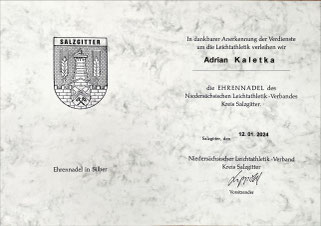 SALZGITTER
Ehrennadel in Silber
In dankbarer Anerkennung der Verdienste
um die Leichtathletik verleihen wir
Adrian Kaletka
die EHRENNADEL des
Niedersächsischen Leichtathletik-Verbandes
Kreis Salzgitter.
Salzgitter, den 12. 01. 2024
Niedersächsischer Leichtathletik-Verband
Kreis Salzgitter
Vorsitzender